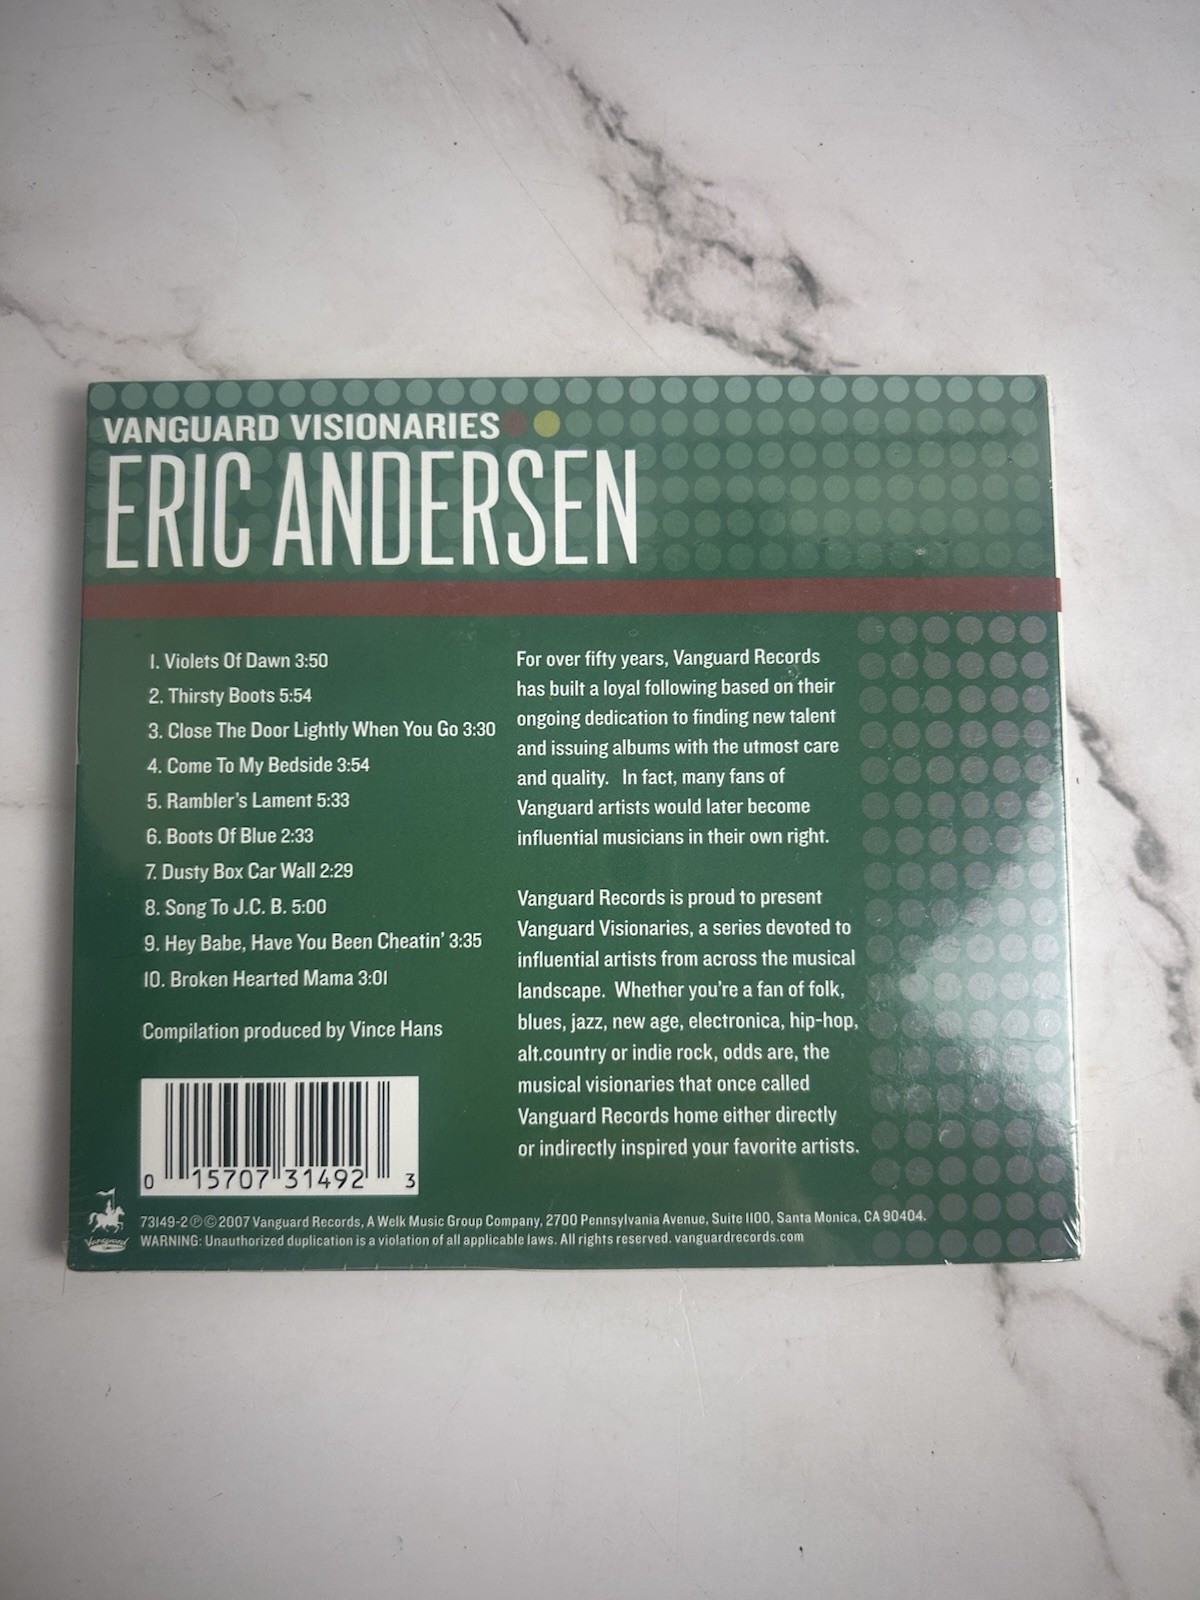 VANGUARD VISIONARIES
ERIC ANDERSEN
1. Violets Of Dawn 3:50
2. Thirsty Boots 5:54
3. Close The Door Lightly When You Go 3:30
4. Come To My Bedside 3:54
5. Rambler's Lament 5:33
6. Boots Of Blue 2:33
7. Dusty Box Car Wall 2:29
8. Song To J.C. B. 5:00
9. Hey Babe, Have You Been Cheatin' 3:35
10. Broken Hearted Mama 3:01
Compilation produced by Vince Hans
0 15707 31492 3
For over fifty years, Vanguard Records
has built a loyal following based on their
ongoing dedication to finding new talent
and issuing albums with the utmost care
and quality. In fact, many fans of
Vanguard artists would later become
influential musicians in their own right.
Vanguard Records is proud to present
Vanguard Visionaries, a series devoted to
influential artists from across the musical
landscape. Whether you're a fan of folk,
blues, jazz, new age, electronica, hip-hop,
alt.country or indie rock, odds are, the
musical visionaries that once called
Vanguard Records home either directly
or indirectly inspired your favorite artists.
Vanguard
73149-2 ℗ © 2007 Vanguard Records, A Welk Music Group Company, 2700 Pennsylvania Avenue, Suite 1100, Santa Monica, CA 90404.
WARNING: Unauthorized duplication is a violation of all applicable laws. All rights reserved. vanguardrecords.com